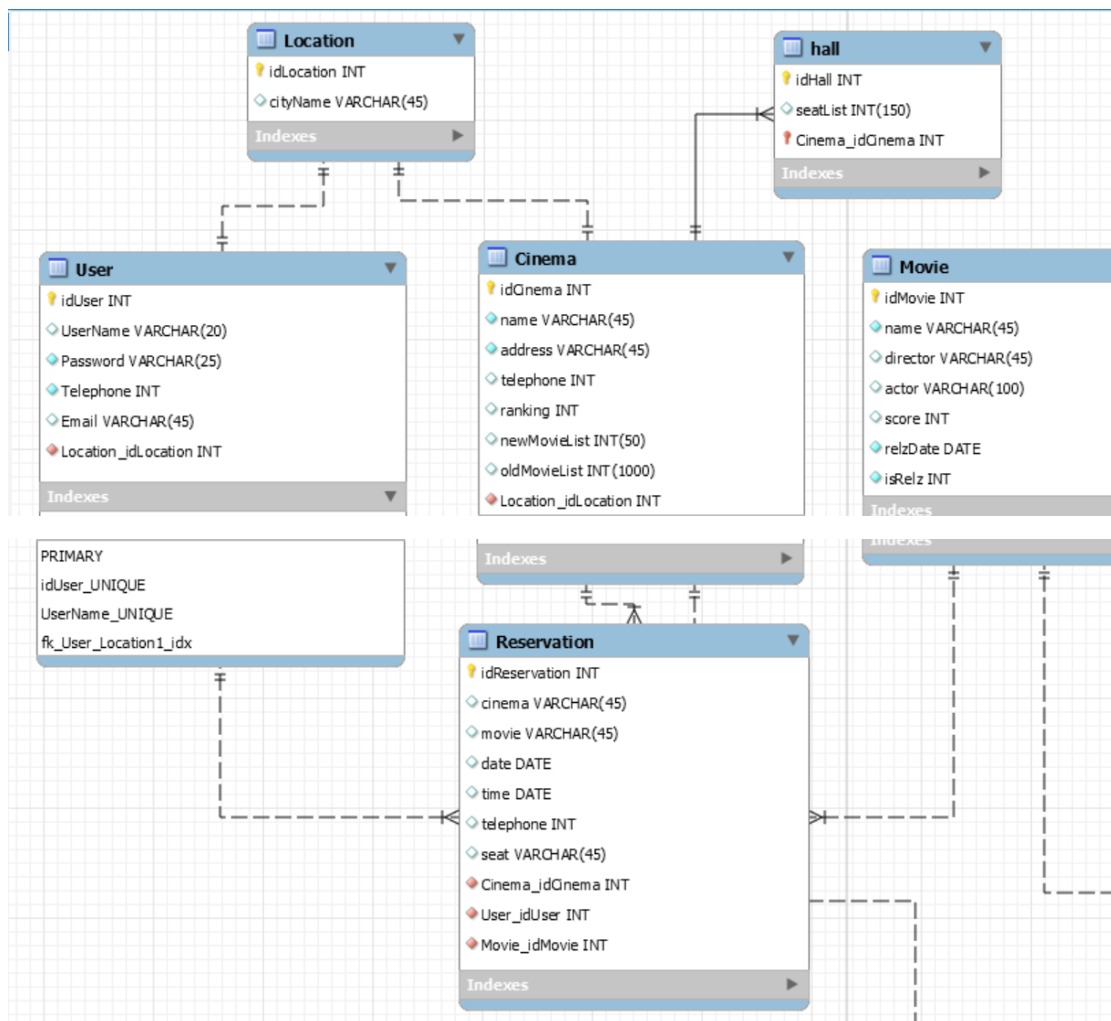 Location
idLocation INT
cityName VARCHAR(45)
Indexes
hall
idHall INT
seatList INT(150)
Cinema_idCinema INT
Indexes
User
idUser INT
UserName VARCHAR(20)
Password VARCHAR(25)
Telephone INT
Email VARCHAR(45)
Location_idLocation INT
Indexes
Cinema
idCinema INT
name VARCHAR(45)
address VARCHAR(45)
telephone INT
ranking INT
newMovieList INT(50)
oldMovieList INT(1000)
Location_idLocation INT
Movie
idMovie INT
name VARCHAR(45)
director VARCHAR(45)
actor VARCHAR(100)
score INT
relzDate DATE
isRelz INT
Indexes
PRIMARY
idUser_UNIQUE
UserName_UNIQUE
fk_User_Location1_idx
Indexes
Indexes
Reservation
idReservation INT
cinema VARCHAR(45)
movie VARCHAR(45)
date DATE
time DATE
telephone INT
seat VARCHAR(45)
Cinema_idCinema INT
User_idUser INT
Movie_idMovie INT
Indexes